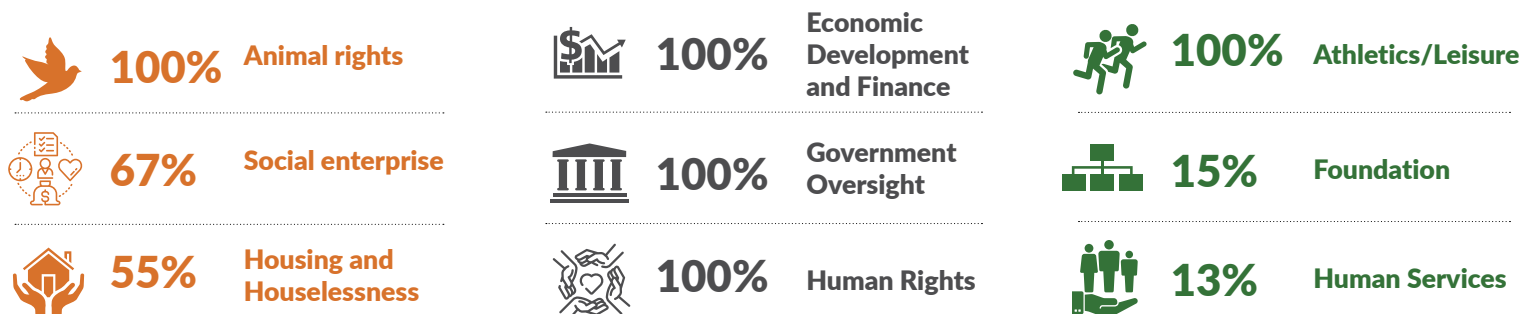 100% Animal rights
67% Social enterprise
55% Housing and
Houselessness
100% Economic
Development
and Finance
100% Government
Oversight
100% Human Rights
100% Athletics/Leisure
15% Foundation
13% Human Services